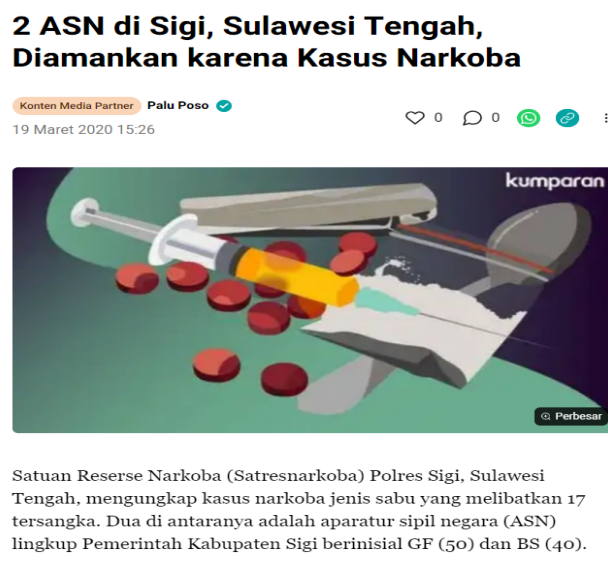 2 ASN di Sigi, Sulawesi Tengah,
Diamankan karena Kasus Narkoba
Konten Media Partner Palu Poso
19 Maret 2020 15:26
0 0
kumparan
Perbesar
Satuan Reserse Narkoba (Satresnarkoba) Polres Sigi, Sulawesi
Tengah, mengungkap kasus narkoba jenis sabu yang melibatkan 17
tersangka. Dua di antaranya adalah aparatur sipil negara (ASN)
lingkup Pemerintah Kabupaten Sigi berinisial GF (50) dan BS (40).